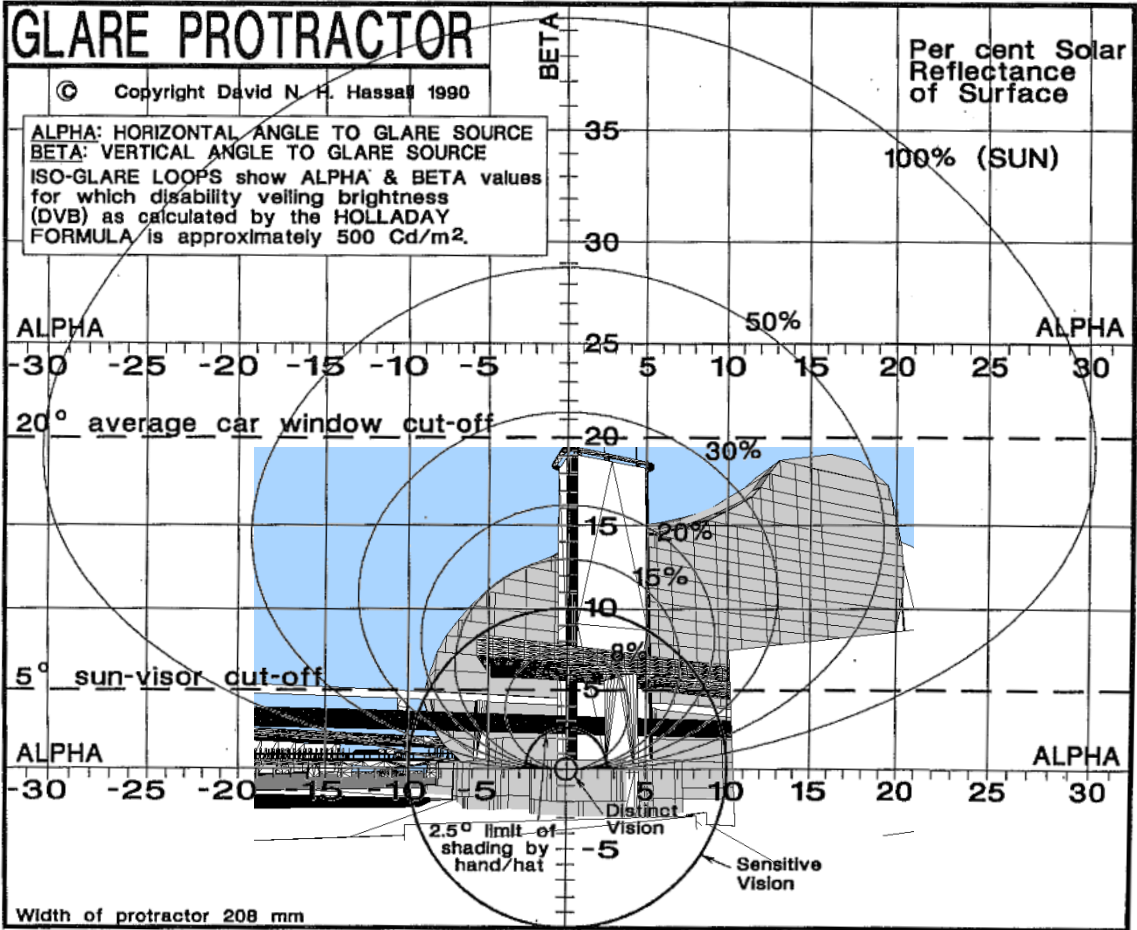 GLARE PROTRACTOR
© Copyright David N. H. Hassall 1990
ALPHA: HORIZONTAL ANGLE TO GLARE SOURCE
BETA: VERTICAL ANGLE TO GLARE SOURCE
ISO-GLARE LOOPS show ALPHA & BETA values
for which disability veiling brightness
(DVB) as calculated by the HOLLADAY
FORMULA is approximately 500 Cd/m².
BETA
Per cent Solar
Reflectance
of Surface
35
100% (SUN)
30
50%
ALPHA
25
ALPHA
-30 -25 -20 -15 -10 -5 5 10 15 20 25 30
20° average car window cut-off
20
30%
15
20%
15%
10
8%
5° sun-visor cut-off
5
ALPHA
ALPHA
-30 -25 -20 -15 -10 -5 5 10 15 20 25 30
Distinct
Vision
2.5° limit of
shading by
hand/hat
-5
Sensitive
Vision
Width of protractor 208 mm